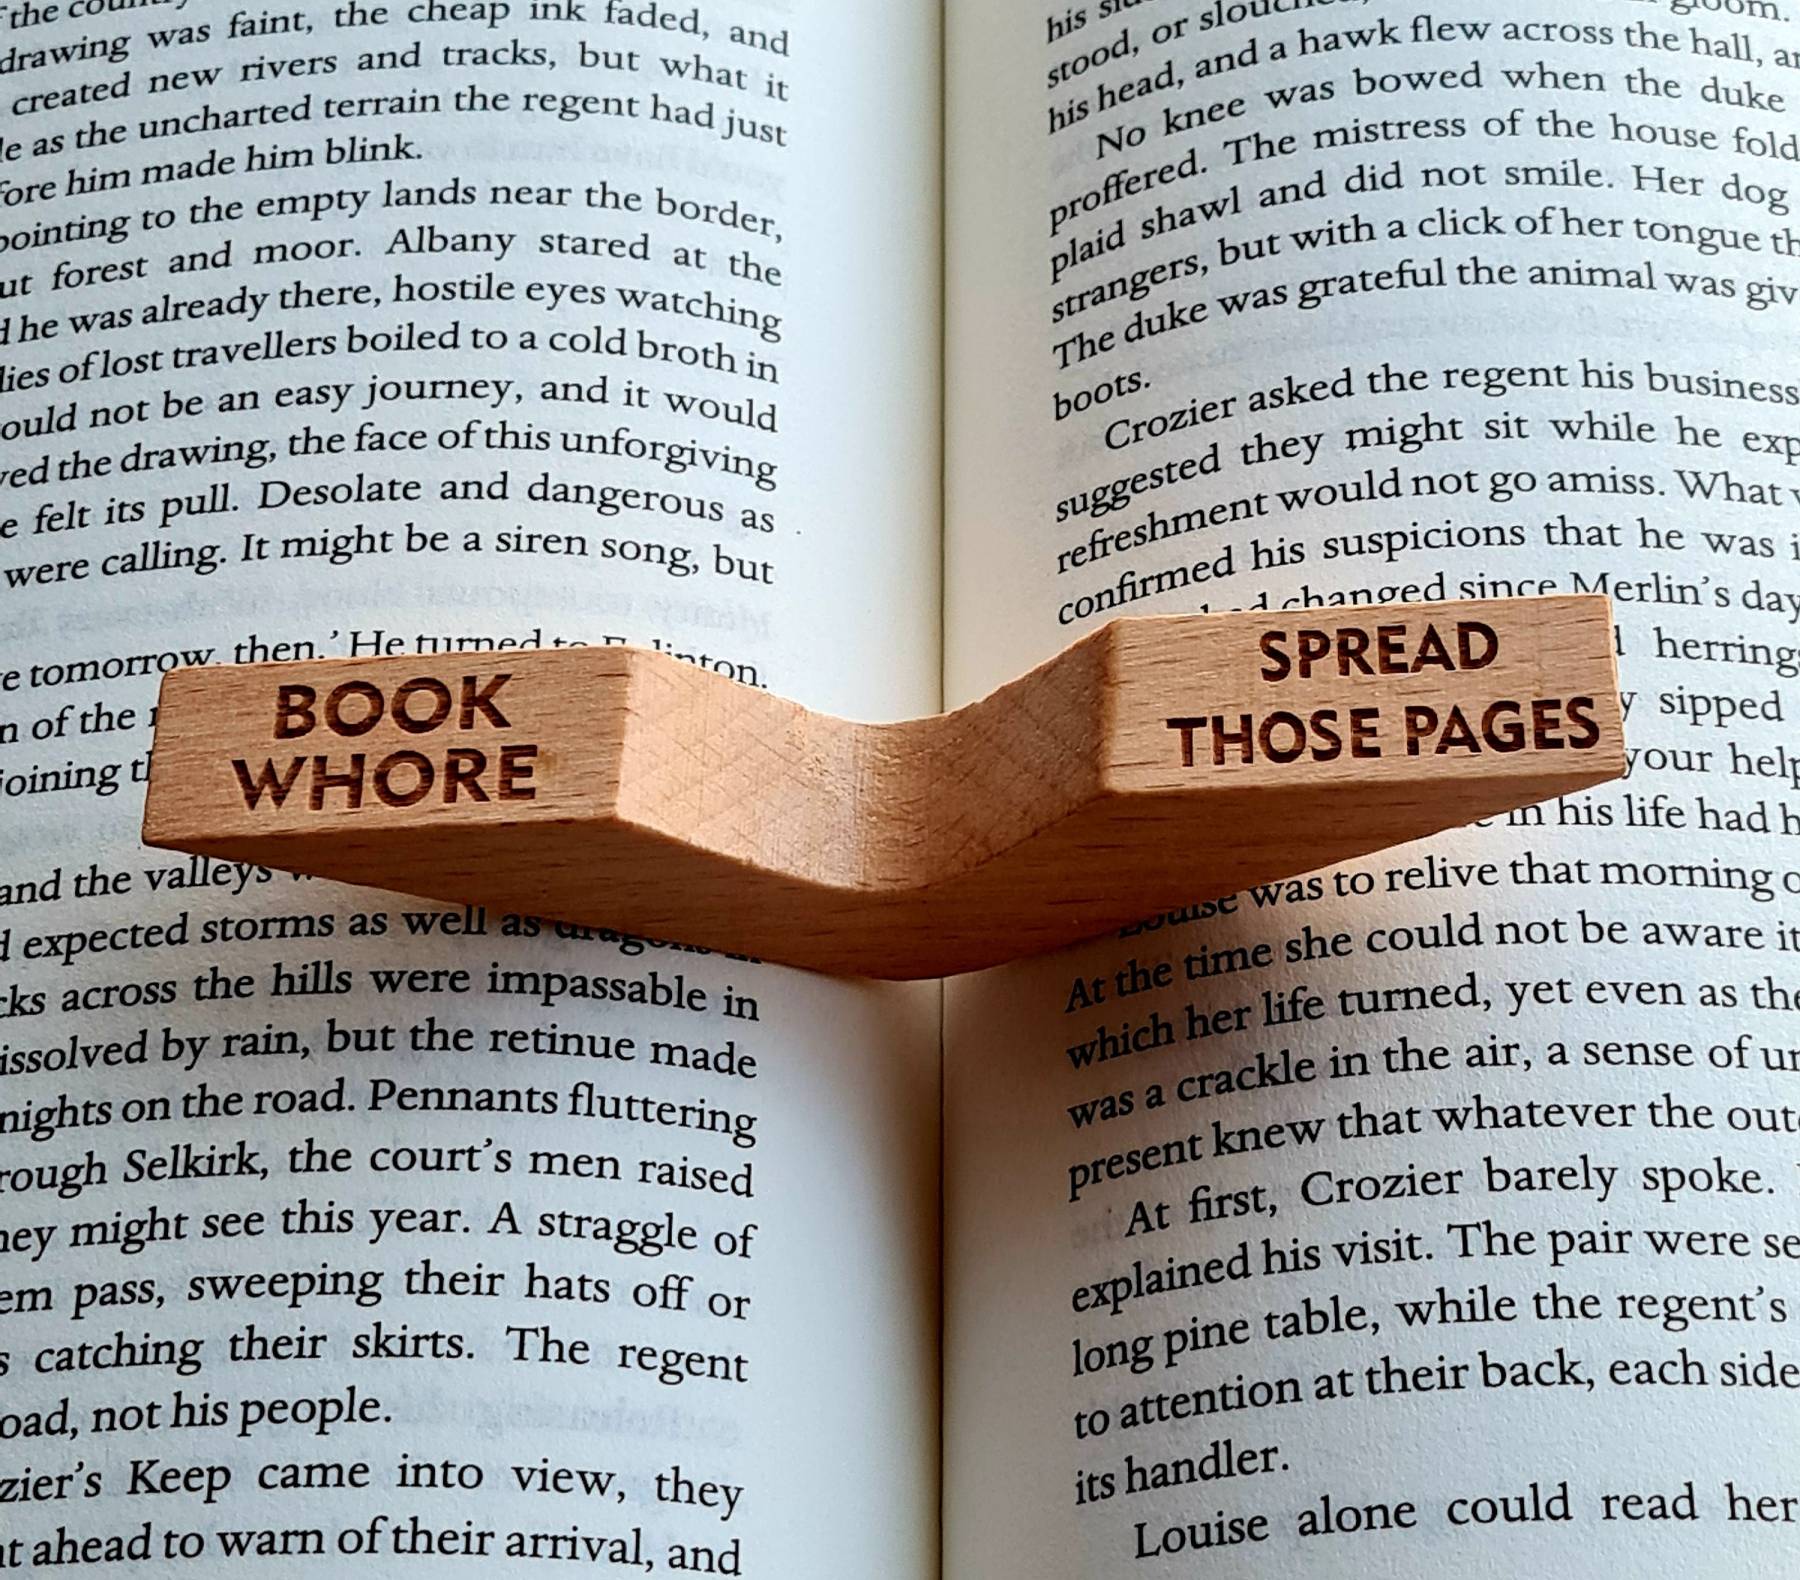 the
drawing was faint, the cheap ink faded, and
created new rivers and tracks, but what it
as the uncharted terrain the regent had just
him made him blink.
pointing to the empty lands near the border,
forest and moor. Albany stared at the
he was already there, hostile eyes watching
of lost travellers boiled to a cold broth in
not be an easy journey, and it would
the drawing, the face of this unforgiving
felt its pull. Desolate and dangerous as
were calling. It might be a siren song, but
tomorrow, then.' He turned to
of the
joining
BOOK
WHORE
and the valleys
expected storms as well as dragons in
across the hills were impassable in
by rain, but the retinue made
nights on the road. Pennants fluttering
Selkirk, the court's men raised
might see this year. A straggle of
pass, sweeping their hats off or
catching their skirts. The regent
not his people.
Keep came into view, they
ahead to warn of their arrival, and
his
stood, or
his head, and a hawk flew across the hall,
No knee was bowed when the duke
proffered. The mistress of the house
plaid shawl and did not smile. Her dog
strangers, but with a click of her tongue
The duke was grateful the animal was
boots.
Crozier asked the regent his business
suggested they might sit while he
refreshment would not go amiss. What
confirmed his suspicions that he was
changed since Merlin's day
SPREAD
THOSE PAGES
sipped
your
in his life had
Louise was to relive that morning
At the time she could not be aware it
which her life turned, yet even as
was a crackle in the air, a sense of
present knew that whatever the
At first, Crozier barely spoke.
explained his visit. The pair were
long pine table, while the regent's
to attention at their back, each side
its handler.
Louise alone could read her